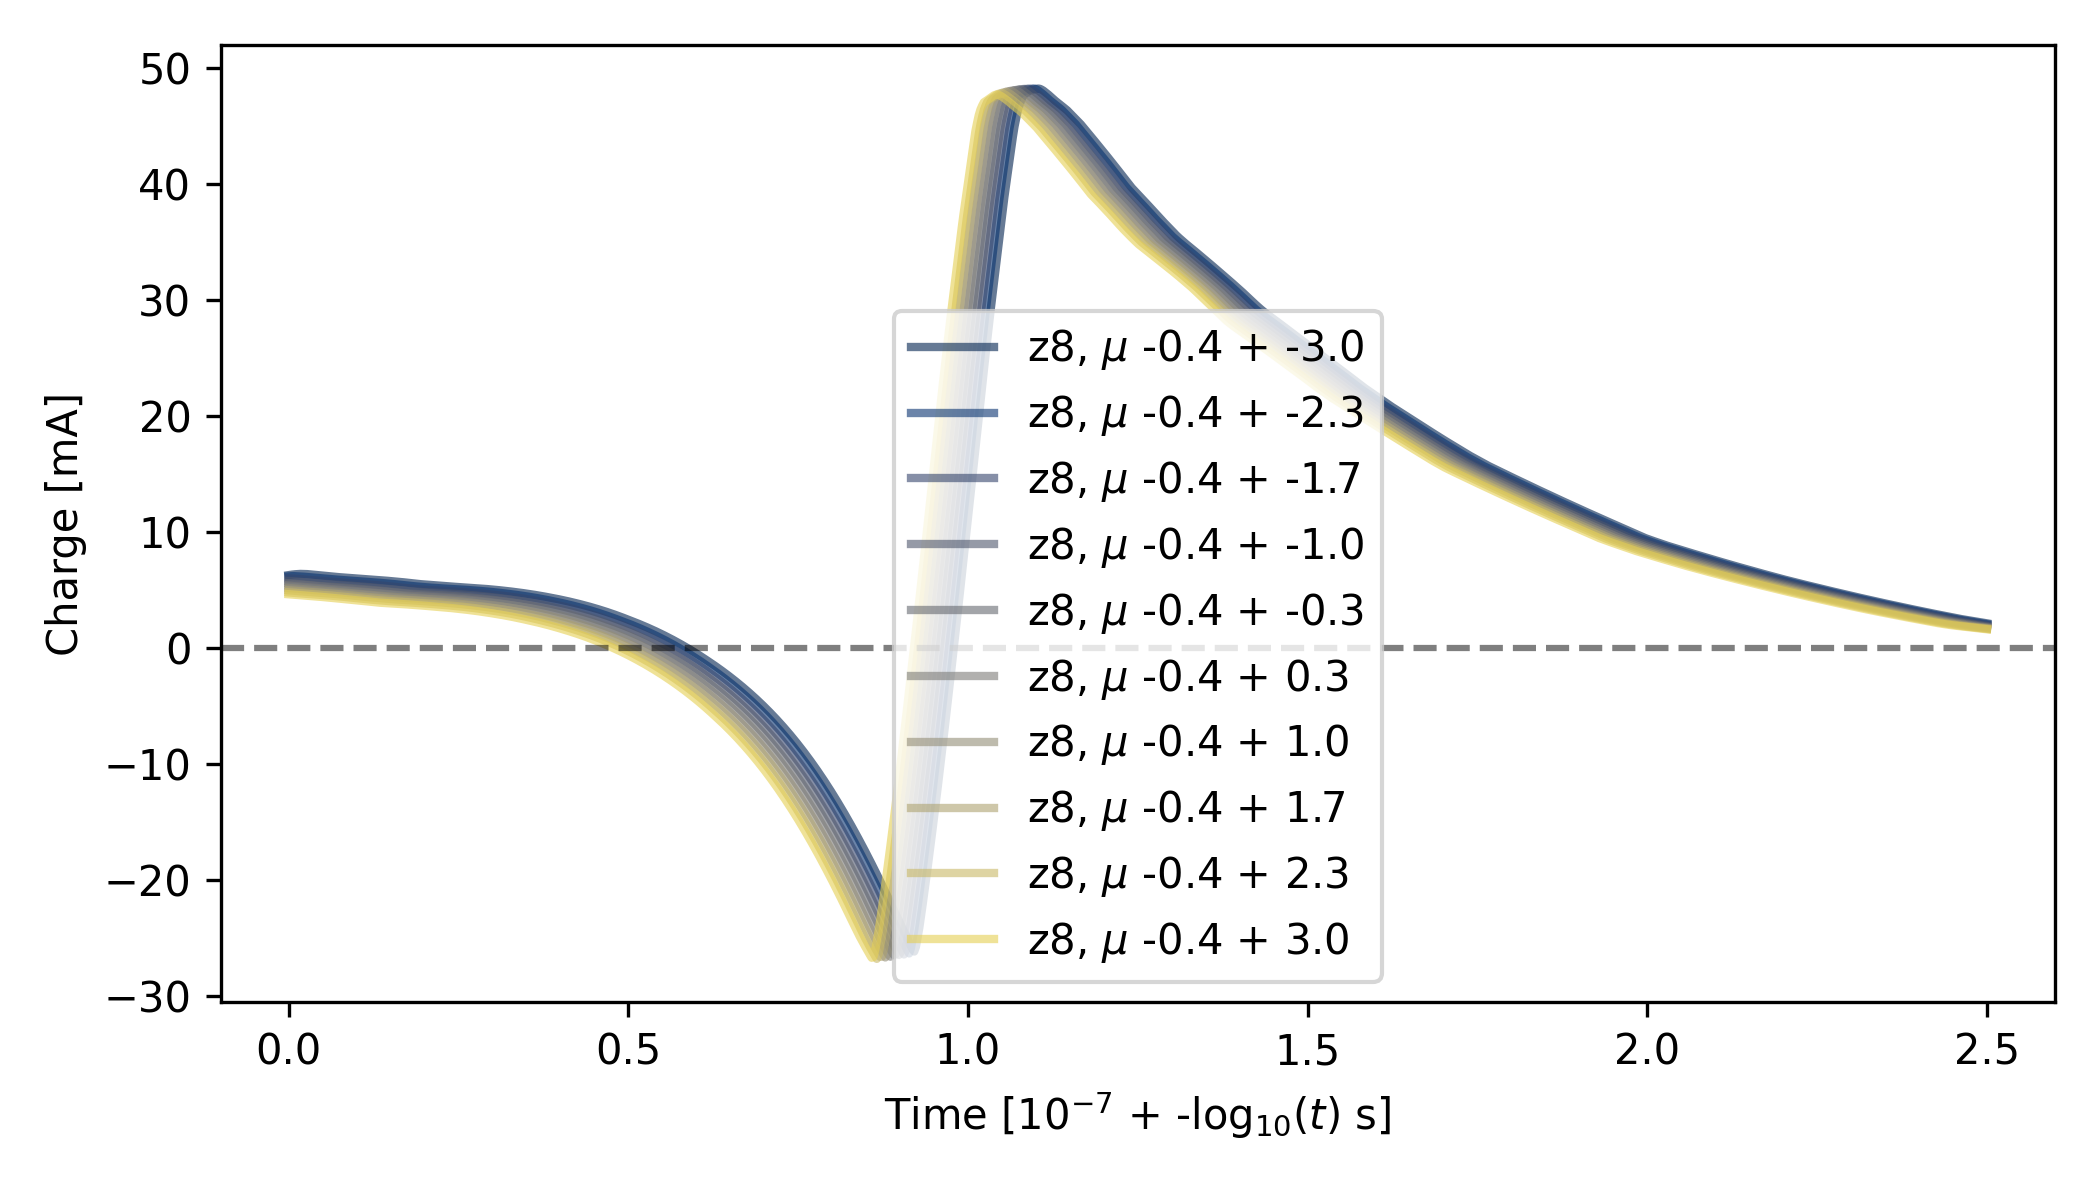 50
40
30
20
10
0
−10
−20
−30
Charge [mA]
z8, μ -0.4 + -3.0
z8, μ -0.4 + -2.3
z8, μ -0.4 + -1.7
z8, μ -0.4 + -1.0
z8, μ -0.4 + -0.3
z8, μ -0.4 + 0.3
z8, μ -0.4 + 1.0
z8, μ -0.4 + 1.7
z8, μ -0.4 + 2.3
z8, μ -0.4 + 3.0
0.0 0.5 1.0 1.5 2.0 2.5
Time [10⁻⁷ + -log₁₀(t) s]